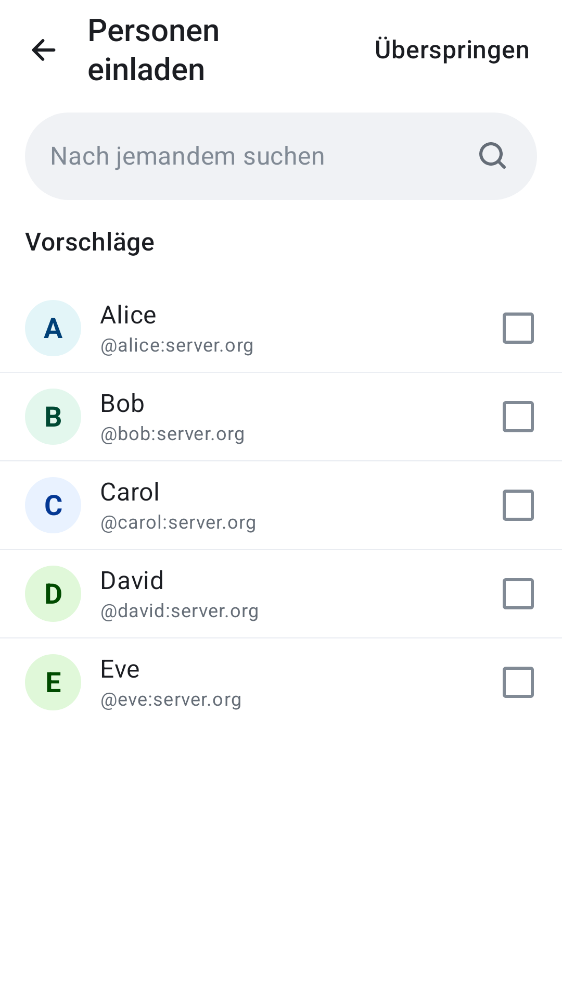 Personen
einladen
Überspringen
Nach jemandem suchen
Vorschläge
A
Alice
@alice:server.org
B
Bob
@bob:server.org
C
Carol
@carol:server.org
D
David
@david:server.org
E
Eve
@eve:server.org